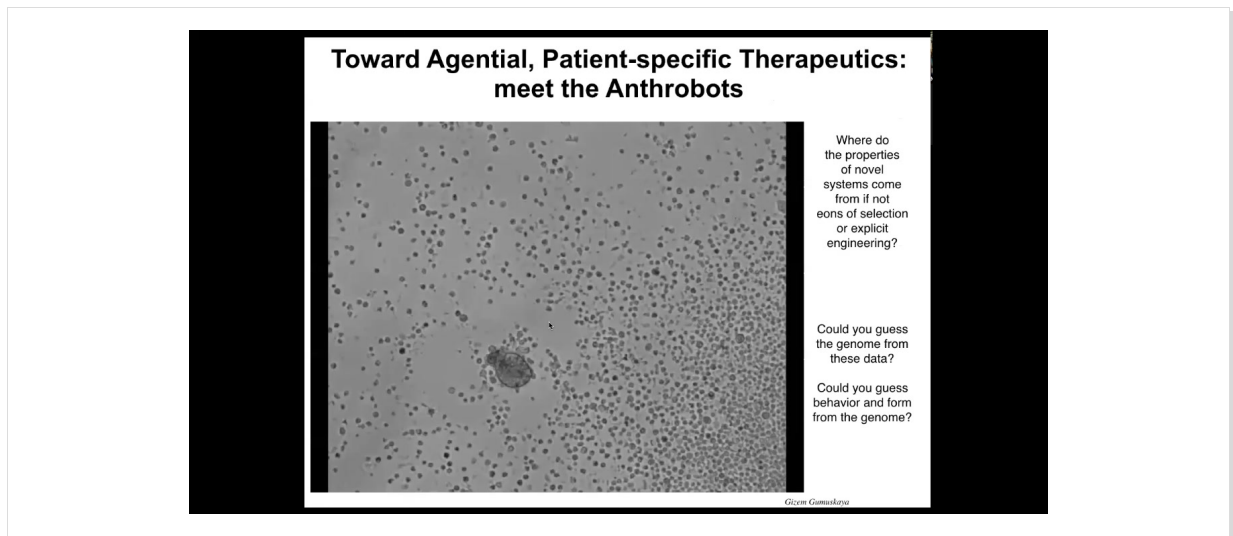 Toward Agential, Patient-specific Therapeutics:
meet the Anthrobots
Where do
the properties
of novel
systems come
from if not
eons of selection
or explicit
engineering?
Could you guess
the genome from
these data?
Could you guess
behavior and form
from the genome?
Gizem Gumuskaya